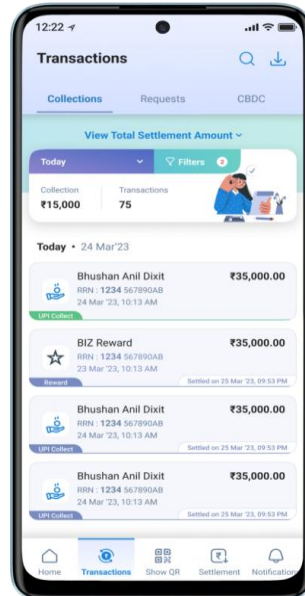 12:22
Transactions
Collections Requests CBDC
View Total Settlement Amount
Today Filters 2
Collection Transactions
₹15,000 75
Today • 24 Mar'23
Bhushan Anil Dixit ₹35,000.00
RRN : 1234 567890AB
24 Mar '23, 10:13 AM
UPI Collect
BIZ Reward ₹35,000.00
RRN : 1234 567890AB
23 Mar '23, 10:13 AM
Reward Settled on 25 Mar '23, 09:53 PM
Bhushan Anil Dixit ₹35,000.00
RRN : 1234 567890AB
24 Mar '23, 10:13 AM
UPI Collect Settled on 25 Mar '23, 09:53 PM
Bhushan Anil Dixit ₹35,000.00
RRN : 1234 567890AB
24 Mar '23, 10:13 AM
UPI Collect Settled on 25 Mar '23, 09:53 PM
Home Transactions Show QR Settlement Notifications